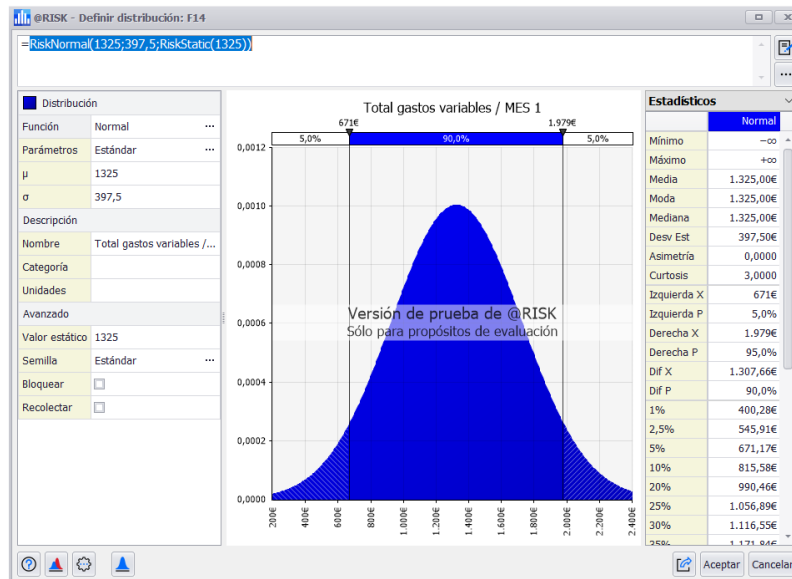 @RISK - Definir distribución: F14
=RiskNormal(1325;397,5;RiskStatic(1325))
Distribución
Función Normal ...
Parámetros Estándar ...
μ 1325
σ 397,5
Descripción
Nombre Total gastos variables /...
Categoría
Unidades
Avanzado
Valor estático 1325
Semilla Estándar ...
Bloquear
Recolectar
Total gastos variables / MES 1
671€ 1.979€
5,0% 90,0% 5,0%
0,0012
0,0010
0,0008
0,0006
0,0004
0,0002
0,0000
Versión de prueba de @RISK
Sólo para propósitos de evaluación
200€ 400€ 600€ 800€ 1.000€ 1.200€ 1.400€ 1.600€ 1.800€ 2.000€ 2.200€ 2.400€
Estadísticos
Normal
Mínimo −∞
Máximo +∞
Media 1.325,00€
Moda 1.325,00€
Mediana 1.325,00€
Desv Est 397,50€
Asimetría 0,0000
Curtosis 3,0000
Izquierda X 671€
Izquierda P 5,0%
Derecha X 1.979€
Derecha P 95,0%
Dif X 1.307,66€
Dif P 90,0%
1% 400,28€
2,5% 545,91€
5% 671,17€
10% 815,58€
20% 990,46€
25% 1.056,89€
30% 1.116,55€
35% 1.171,84€
Aceptar Cancelar